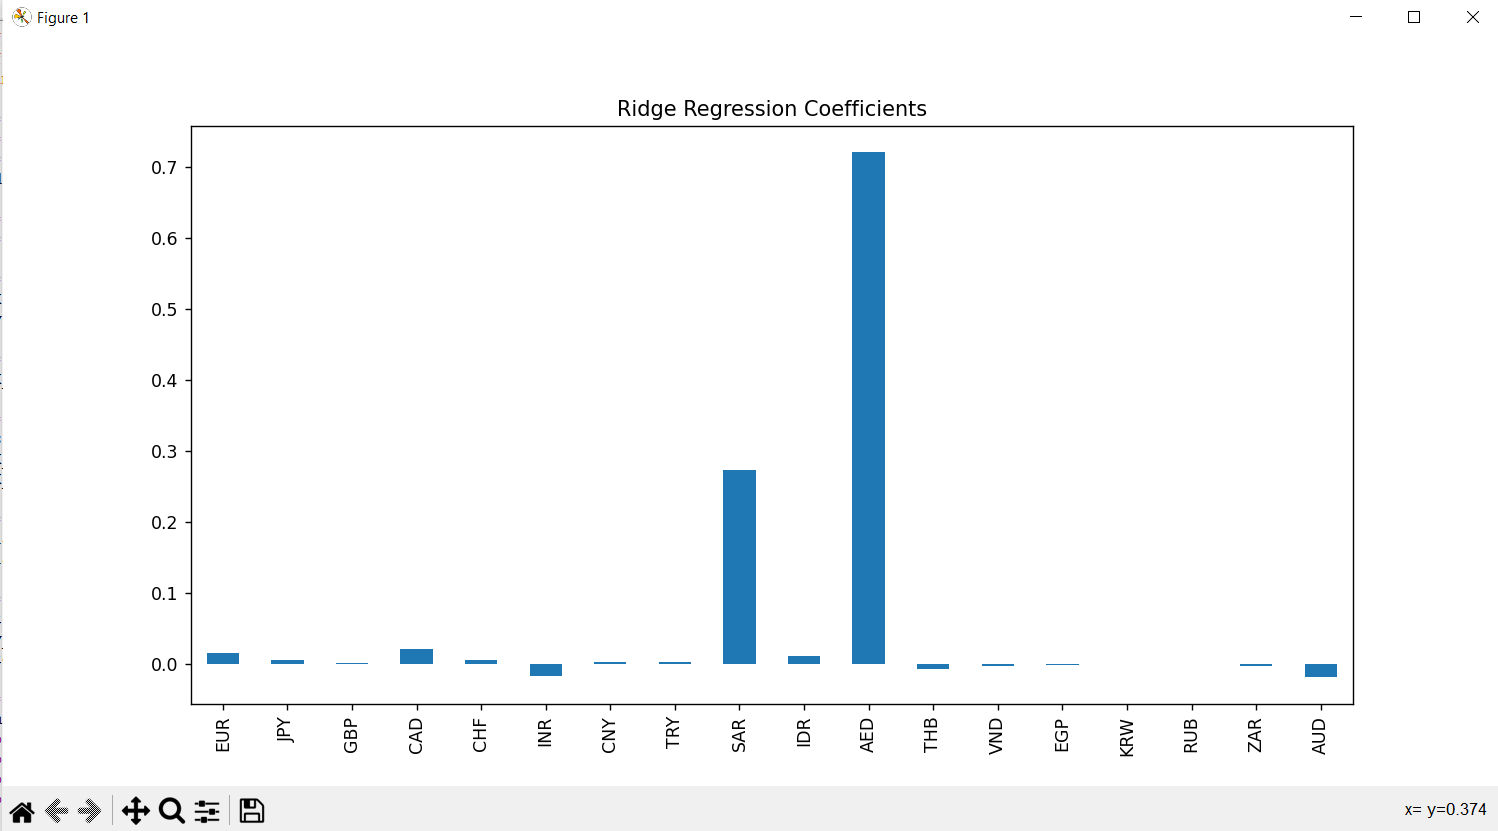 Figure 1
Ridge Regression Coefficients
0.7
0.6
0.5
0.4
0.3
0.2
0.1
0.0
EUR JPY GBP CAD CHF INR CNY TRY SAR IDR AED THB VND EGP KRW RUB ZAR AUD
x= y=0.374